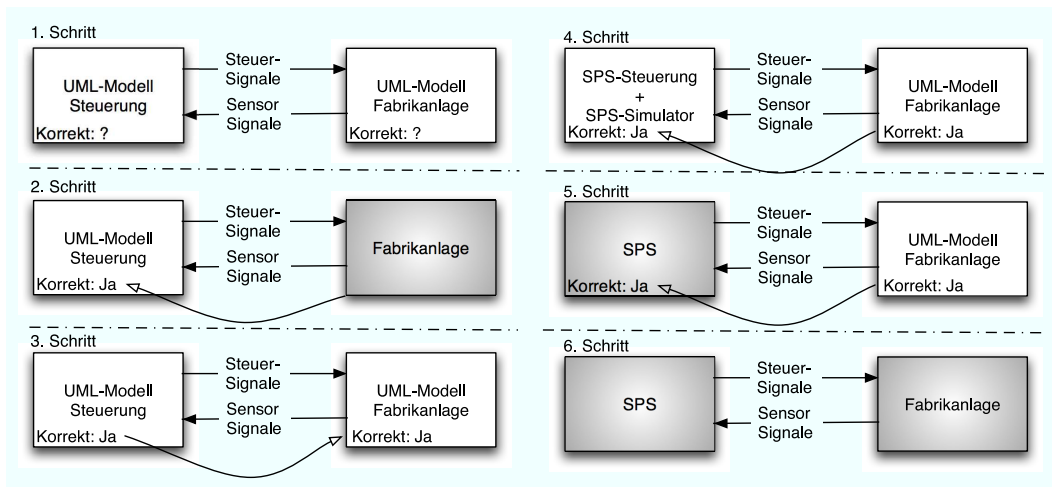 1. Schritt
UML-Modell
Steuerung
Korrekt: ?
Steuer-
Signale
Sensor
Signale
UML-Modell
Fabrikanlage
Korrekt: ?
2. Schritt
UML-Modell
Steuerung
Korrekt: Ja
Steuer-
Signale
Sensor
Signale
Fabrikanlage
3. Schritt
UML-Modell
Steuerung
Korrekt: Ja
Steuer-
Signale
Sensor
Signale
UML-Modell
Fabrikanlage
Korrekt: Ja
4. Schritt
SPS-Steuerung
+
SPS-Simulator
Korrekt: Ja
Steuer-
Signale
Sensor
Signale
UML-Modell
Fabrikanlage
Korrekt: Ja
5. Schritt
SPS
Korrekt: Ja
Steuer-
Signale
Sensor
Signale
UML-Modell
Fabrikanlage
Korrekt: Ja
6. Schritt
SPS
Steuer-
Signale
Sensor
Signale
Fabrikanlage